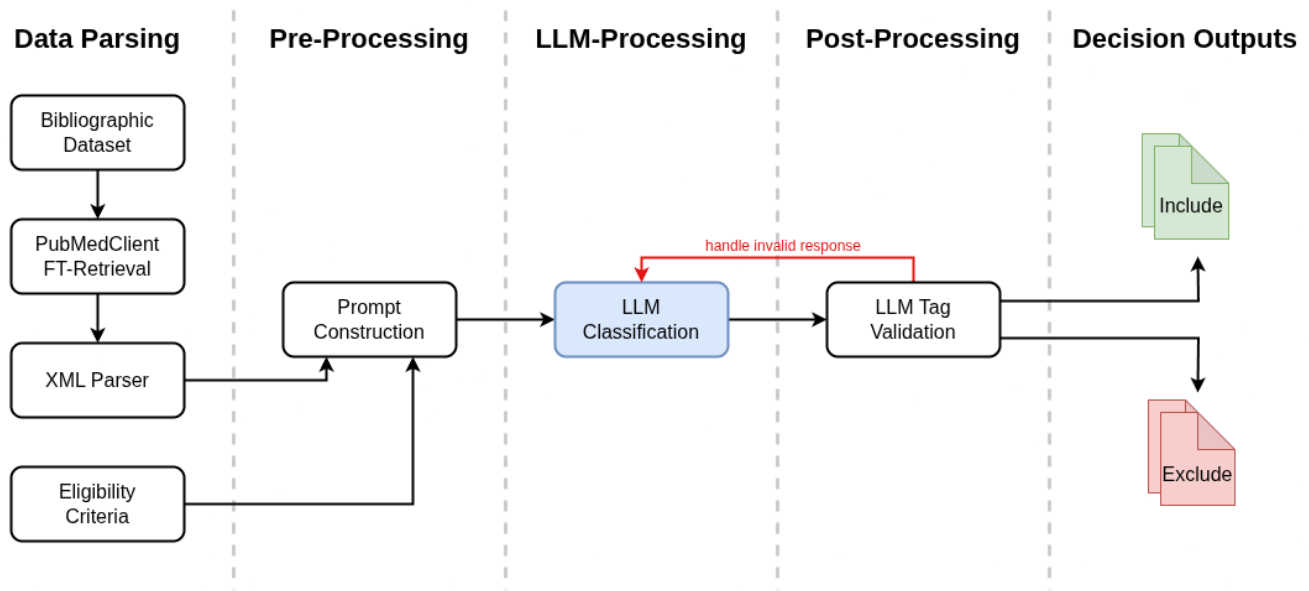 Data Parsing
Pre-Processing
LLM-Processing
Post-Processing
Decision Outputs
Bibliographic
Dataset
PubMedClient
FT-Retrieval
XML Parser
Eligibility
Criteria
Prompt
Construction
LLM
Classification
handle invalid response
LLM Tag
Validation
Include
Exclude